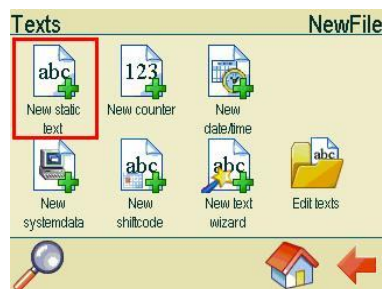 Texts NewFile
abc 123
New static New counter New
text date/time
abc abc abc
New New New text Edit texts
systemdata shiftcode wizard